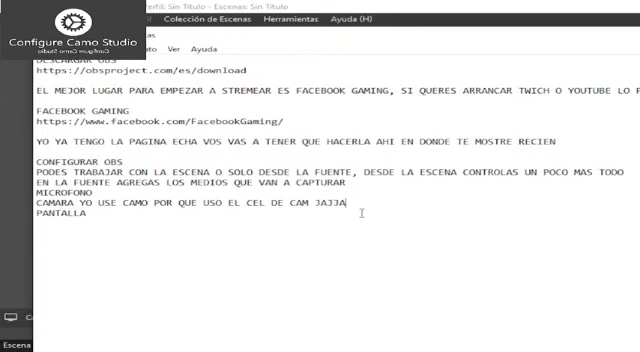 Perfil: Sin Título - Escenas: Sin Título
Colección de Escenas Herramientas Ayuda (H)
Configure Camo Studio
Ver Ayuda
DESCARGAR OBS
https://obsproject.com/es/download
EL MEJOR LUGAR PARA EMPEZAR A STREMEAR ES FACEBOOK GAMING, SI QUERES ARRANCAR TWICH O YOUTUBE LO
FACEBOOK GAMING
https://www.facebook.com/FacebookGaming/
YO YA TENGO LA PAGINA ECHA VOS VAS A TENER QUE HACERLA AHI EN DONDE TE MOSTRE RECIEN
CONFIGURAR OBS
PODES TRABAJAR CON LA ESCENA O SOLO DESDE LA FUENTE, DESDE LA ESCENA CONTROLAS UN POCO MAS TODO
EN LA FUENTE AGREGAS LOS MEDIOS QUE VAN A CAPTURAR
MICROFONO
CAMARA YO USE CAMO POR QUE USO EL CEL DE CAM JAJJA
PANTALLA
Escena